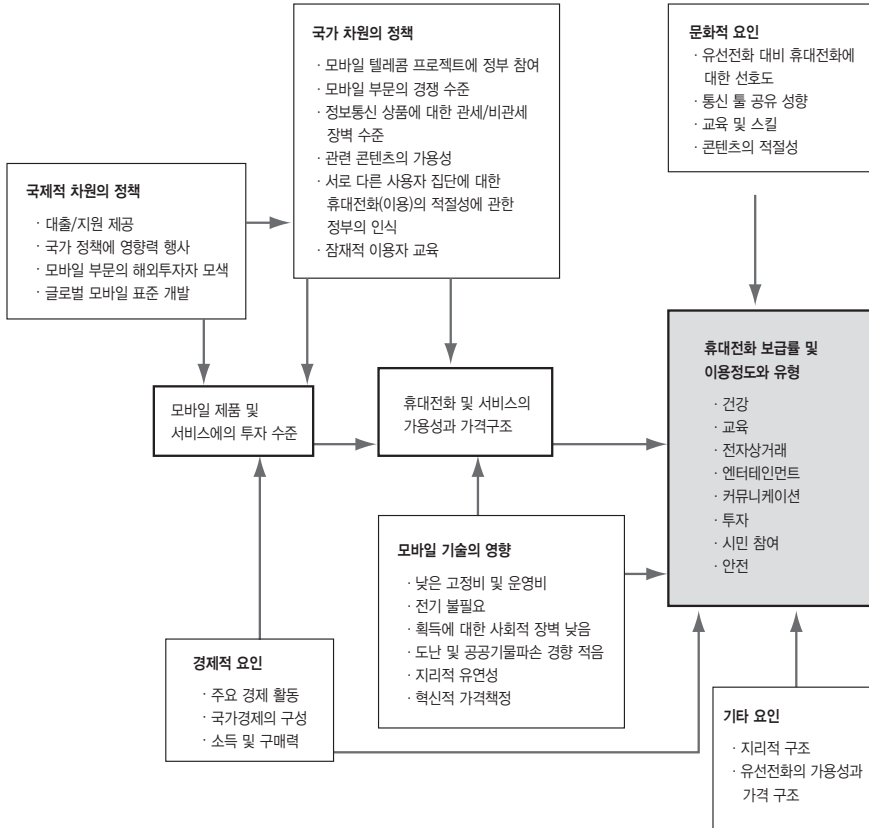 국가 차원의 정책
· 모바일 텔레콤 프로젝트에 정부 참여
· 모바일 부문의 경쟁 수준
· 정보통신 상품에 대한 관세/비관세
장벽 수준
· 관련 콘텐츠의 가용성
· 서로 다른 사용자 집단에 대한
휴대전화(이용)의 적절성에 관한
정부의 인식
· 잠재적 이용자 교육
문화적 요인
· 유선전화 대비 휴대전화에
대한 선호도
· 통신 툴 공유 성향
· 교육 및 스킬
· 콘텐츠의 적절성
국제적 차원의 정책
· 대출/지원 제공
· 국가 정책에 영향력 행사
· 모바일 부문의 해외투자자 모색
· 글로벌 모바일 표준 개발
모바일 제품 및
서비스에의 투자 수준
휴대전화 및 서비스의
가용성과 가격구조
휴대전화 보급률 및
이용정도와 유형
· 건강
· 교육
· 전자상거래
· 엔터테인먼트
· 커뮤니케이션
· 투자
· 시민 참여
· 안전
모바일 기술의 영향
· 낮은 고정비 및 운영비
· 전기 불필요
· 획득에 대한 사회적 장벽 낮음
· 도난 및 공공기물파손 경향 적음
· 지리적 유연성
· 혁신적 가격책정
경제적 요인
· 주요 경제 활동
· 국가경제의 구성
· 소득 및 구매력
기타 요인
· 지리적 구조
· 유선전화의 가용성과
가격 구조